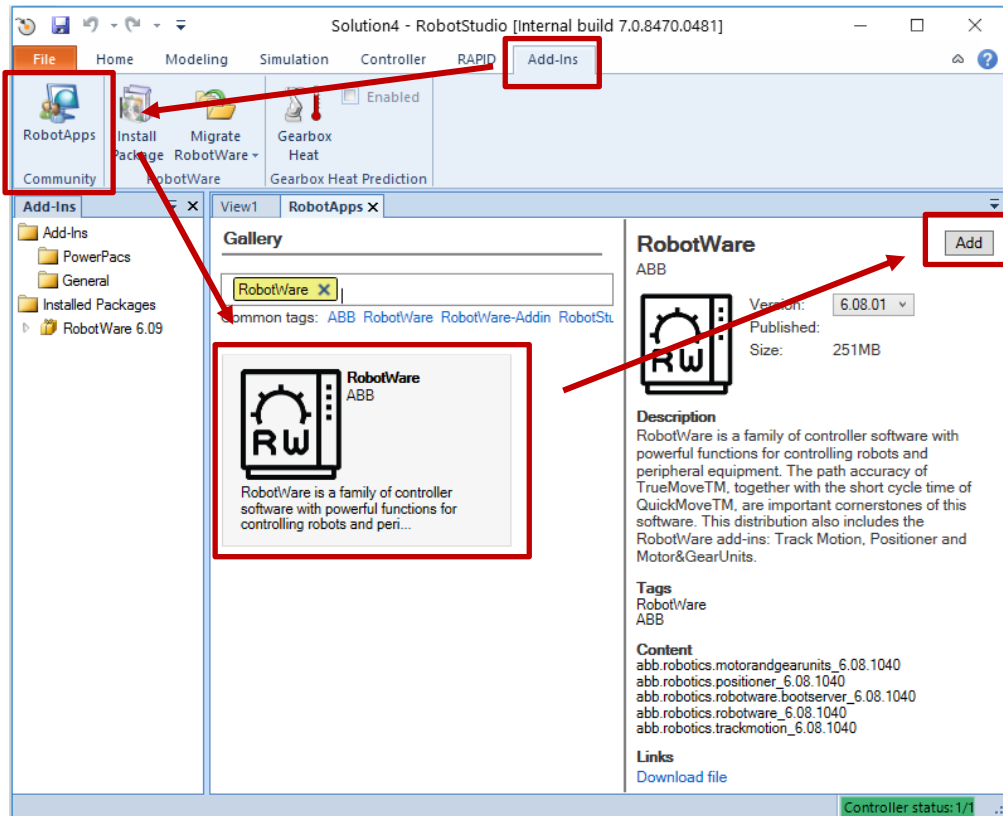 Solution4 - RobotStudio [Internal build 7.0.8470.0481]
File Home Modeling Simulation Controller RAPID Add-Ins
RobotApps
Community
Install
Package
Migrate
RobotWare
RobotWare
Enabled
Gearbox
Heat
Gearbox Heat Prediction
Add-Ins
Add-Ins
PowerPacs
General
Installed Packages
RobotWare 6.09
View1 RobotApps
Gallery
RobotWare
Common tags: ABB RobotWare RobotWare-Addin RobotStu
RobotWare
ABB
RW
RobotWare is a family of controller
software with powerful functions for
controlling robots and peri...
RobotWare
Add
ABB
RW
Version: 6.08.01
Published:
Size: 251MB
Description
RobotWare is a family of controller software with
powerful functions for controlling robots and
peripheral equipment. The path accuracy of
TrueMoveTM, together with the short cycle time of
QuickMoveTM, are important cornerstones of this
software. This distribution also includes the
RobotWare add-ins: Track Motion, Positioner and
Motor&GearUnits.
Tags
RobotWare
ABB
Content
abb.robotics.motorandgearunits_6.08.1040
abb.robotics.positioner_6.08.1040
abb.robotics.robotware.bootserver_6.08.1040
abb.robotics.robotware_6.08.1040
abb.robotics.trackmotion_6.08.1040
Links
Download file
Controller status: 1/1